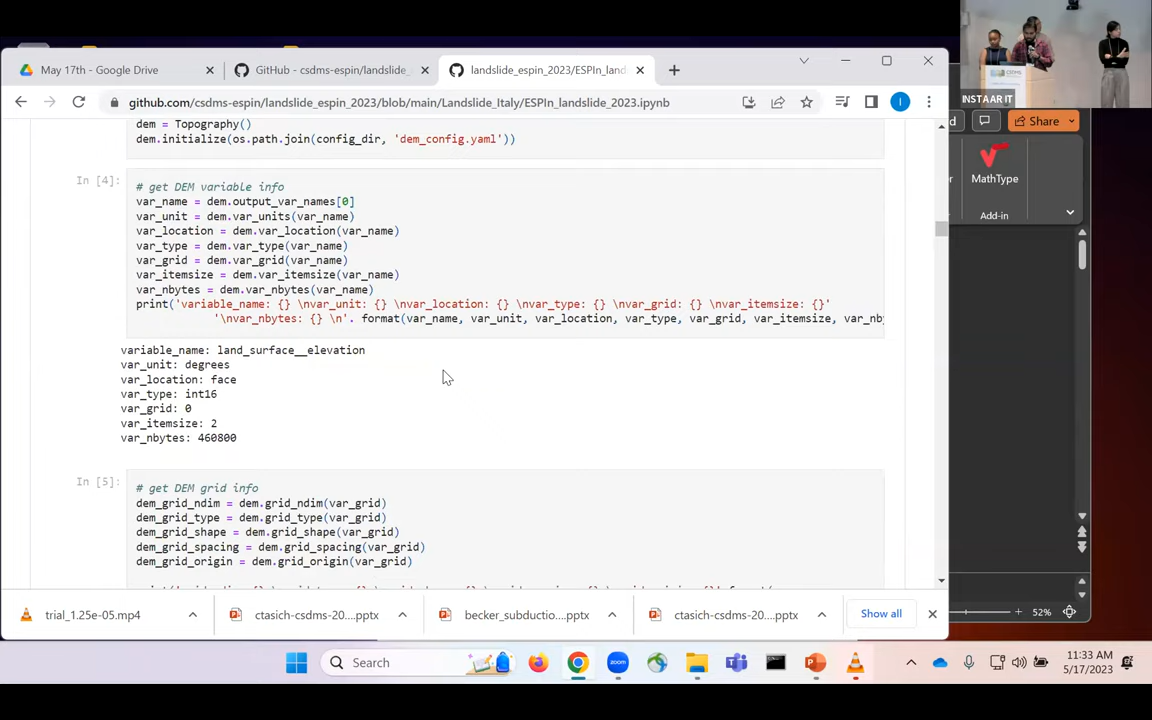 May 17th - Google Drive
GitHub - csdms-espin/landslide_
landslide_espin_2023/ESPIn_land
github.com/csdms-espin/landslide_espin_2023/blob/main/Landslide_Italy/ESPIn_landslide_2023.ipynb
I
INSTAAR IT
Share
MathType
Add-in
dem = Topography()
dem.initialize(os.path.join(config_dir, 'dem_config.yaml'))
In [4]:
# get DEM variable info
var_name = dem.output_var_names[0]
var_unit = dem.var_units(var_name)
var_location = dem.var_location(var_name)
var_type = dem.var_type(var_name)
var_grid = dem.var_grid(var_name)
var_itemsize = dem.var_itemsize(var_name)
var_nbytes = dem.var_nbytes(var_name)
print('variable_name: {} \nvar_unit: {} \nvar_location: {} \nvar_type: {} \nvar_grid: {} \nvar_itemsize: {}'
'\nvar_nbytes: {} \n'. format(var_name, var_unit, var_location, var_type, var_grid, var_itemsize, var_nb
variable_name: land_surface__elevation
var_unit: degrees
var_location: face
var_type: int16
var_grid: 0
var_itemsize: 2
var_nbytes: 460800
In [5]:
# get DEM grid info
dem_grid_ndim = dem.grid_ndim(var_grid)
dem_grid_type = dem.grid_type(var_grid)
dem_grid_shape = dem.grid_shape(var_grid)
dem_grid_spacing = dem.grid_spacing(var_grid)
dem_grid_origin = dem.grid_origin(var_grid)
trial_1.25e-05.mp4
ctasich-csdms-20....pptx
becker_subductio....pptx
ctasich-csdms-20....pptx
Show all
52%
Search
zoom
11:33 AM
5/17/2023